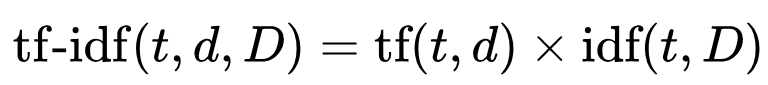 tf-idf(t, d, D) = tf(t, d) × idf(t, D)